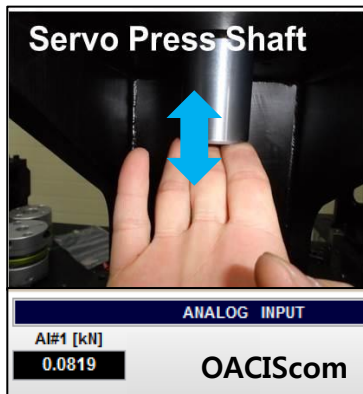 Servo Press Shaft
ANALOG INPUT
AI#1 [kN]
0.0819
OACIScom